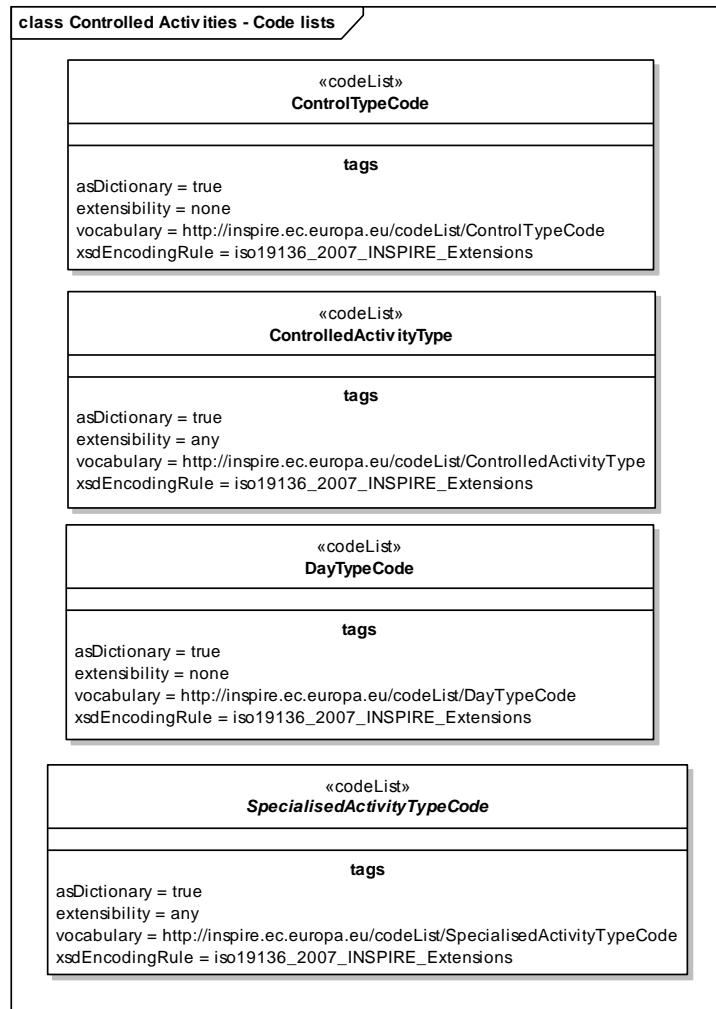 class Controlled Activities - Code lists
«codeList»
ControlTypeCode
tags
asDictionary = true
extensibility = none
vocabulary = http://inspire.ec.europa.eu/codeList/ControlTypeCode
xsdEncodingRule = iso19136_2007_INSPIRE_Extensions
«codeList»
ControlledActivityType
tags
asDictionary = true
extensibility = any
vocabulary = http://inspire.ec.europa.eu/codeList/ControlledActivityType
xsdEncodingRule = iso19136_2007_INSPIRE_Extensions
«codeList»
DayTypeCode
tags
asDictionary = true
extensibility = none
vocabulary = http://inspire.ec.europa.eu/codeList/DayTypeCode
xsdEncodingRule = iso19136_2007_INSPIRE_Extensions
«codeList»
SpecialisedActivityTypeCode
tags
asDictionary = true
extensibility = any
vocabulary = http://inspire.ec.europa.eu/codeList/SpecialisedActivityTypeCode
xsdEncodingRule = iso19136_2007_INSPIRE_Extensions